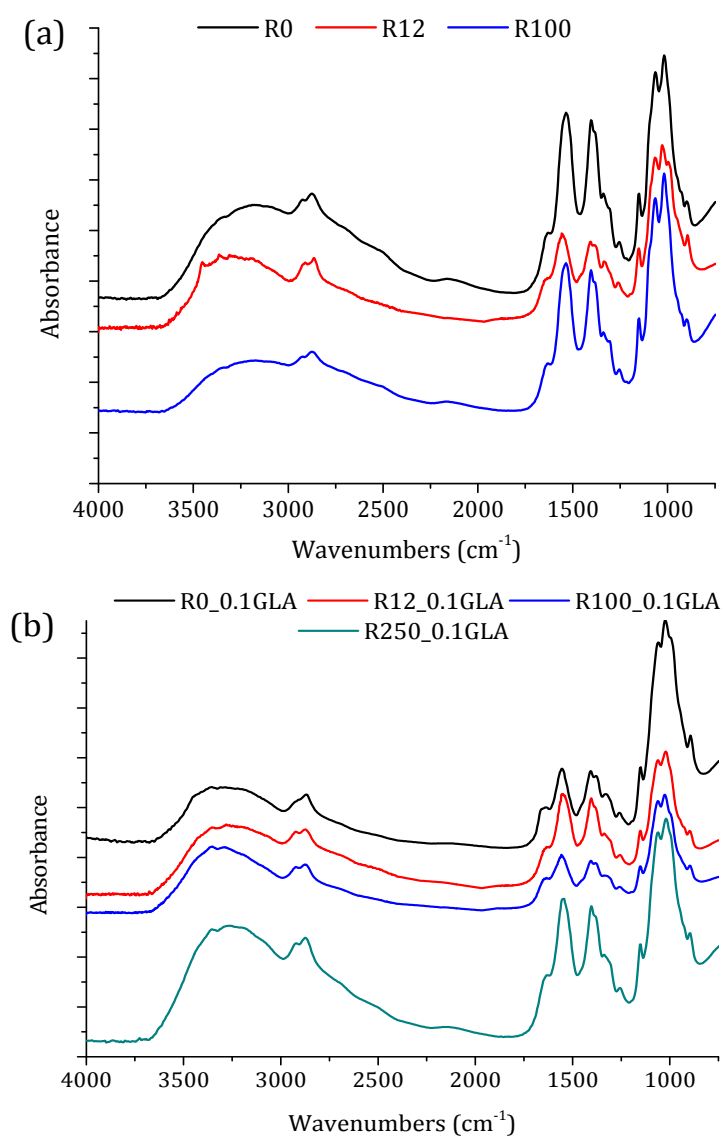 (a)
R0 R12 R100
Absorbance
4000 3500 3000 2500 2000 1500 1000
Wavenumbers (cm-1)
(b)
R0_0.1GLA R12_0.1GLA R100_0.1GLA
R250_0.1GLA
Absorbance
4000 3500 3000 2500 2000 1500 1000
Wavenumbers (cm-1)